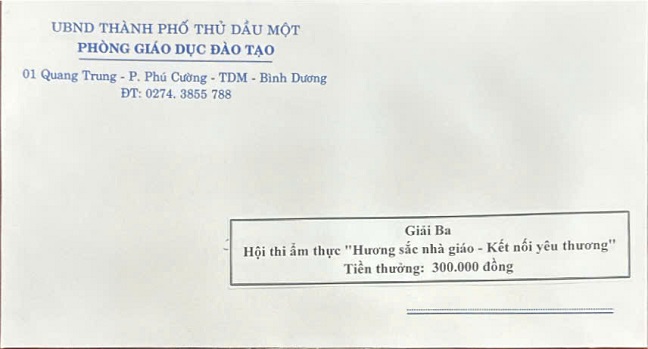 UBND THÀNH PHỐ THỦ DẦU MỘT
PHÒNG GIÁO DỤC ĐÀO TẠO
01 Quang Trung - P. Phú Cường - TDM - Bình Dương
ĐT: 0274. 3855 788
Giải Ba
Hội thi ẩm thực "Hương sắc nhà giáo - Kết nối yêu thương"
Tiền thưởng: 300.000 đồng